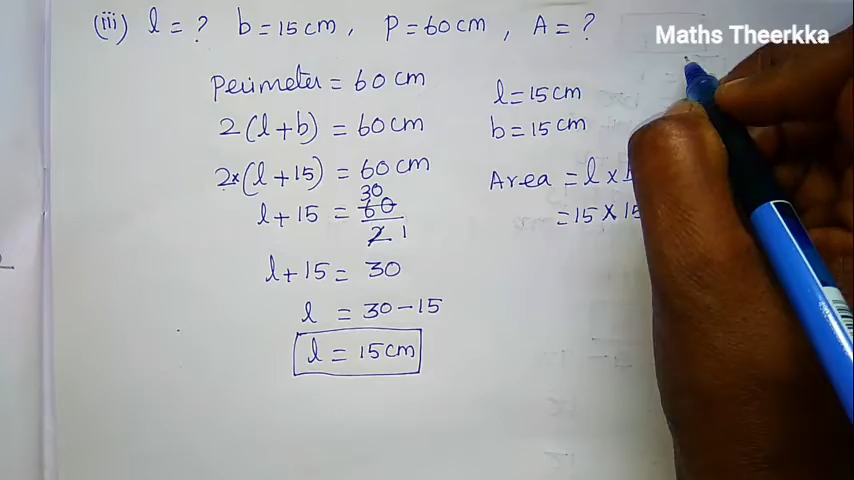 Maths Theerkka
(iii) l = ? b = 15 cm, P = 60 cm, A = ?
Perimeter = 60 cm
2(l + b) = 60 cm
2×(l + 15) = 60 cm
30
l + 15 = 60
2 1
l + 15 = 30
l = 30 - 15
l = 15 cm
l = 15 cm
b = 15 cm
Area = l ×
= 15 × 15